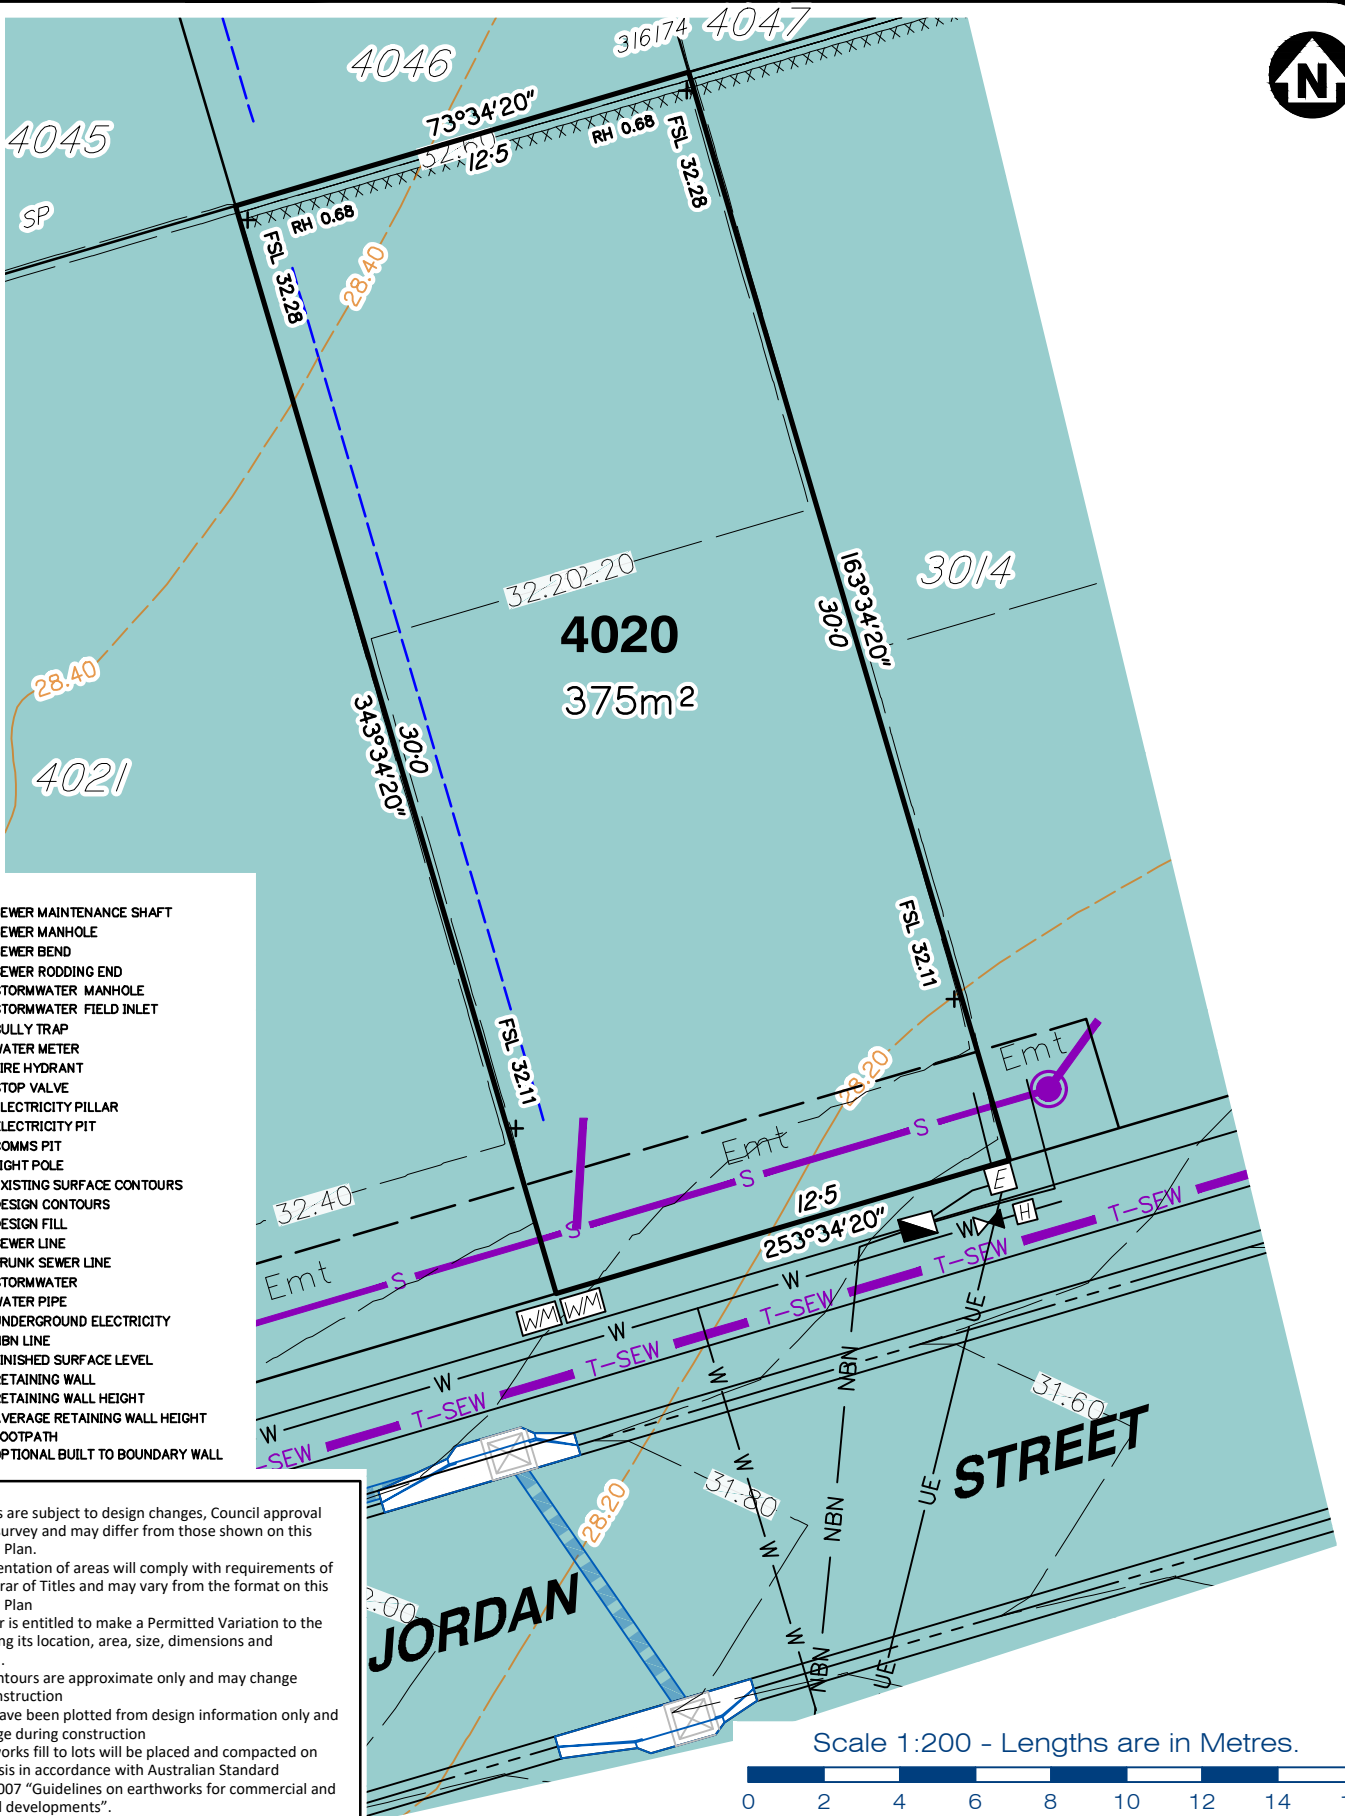 316174
4047
4046
4045
SP
N
73°34'20"
32.60
12·5
RH 0.68
RH 0.68
FSL 32.28
FSL 32.28
28.40
32.20
4020
375m²
163°34'20"
30·0
3014
28.40
4021
343°34'20"
30·0
FSL 32.11
FSL 32.11
28.20
Emt
Emt
Emt
S
S
S
S
32.40
12·5
253°34'20"
E
H
WM
WM
W
W
W
W
W
T-SEW
T-SEW
T-SEW
T-SEW
T-SEW
-SEW
W
W
W
W
W
NBN
NBN
NBN
UE
UE
UE
31.60
31.80
2.00
28.20
JORDAN
STREET
EWER MAINTENANCE SHAFT
EWER MANHOLE
EWER BEND
EWER RODDING END
TORMWATER MANHOLE
TORMWATER FIELD INLET
ULLY TRAP
ATER METER
IRE HYDRANT
TOP VALVE
LECTRICITY PILLAR
LECTRICITY PIT
OMMS PIT
IGHT POLE
XISTING SURFACE CONTOURS
ESIGN CONTOURS
ESIGN FILL
EWER LINE
RUNK SEWER LINE
TORMWATER
ATER PIPE
NDERGROUND ELECTRICITY
BN LINE
INISHED SURFACE LEVEL
ETAINING WALL
ETAINING WALL HEIGHT
VERAGE RETAINING WALL HEIGHT
OOTPATH
OPTIONAL BUILT TO BOUNDARY WALL
s are subject to design changes, Council approval
survey and may differ from those shown on this
Plan.
entation of areas will comply with requirements of
rar of Titles and may vary from the format on this
Plan
r is entitled to make a Permitted Variation to the
ng its location, area, size, dimensions and
.
ntours are approximate only and may change
nstruction
ave been plotted from design information only and
ge during construction
orks fill to lots will be placed and compacted on
sis in accordance with Australian Standard
007 “Guidelines on earthworks for commercial and
l developments”.
Scale 1:200 - Lengths are in Metres.
0 2 4 6 8 10 12 14